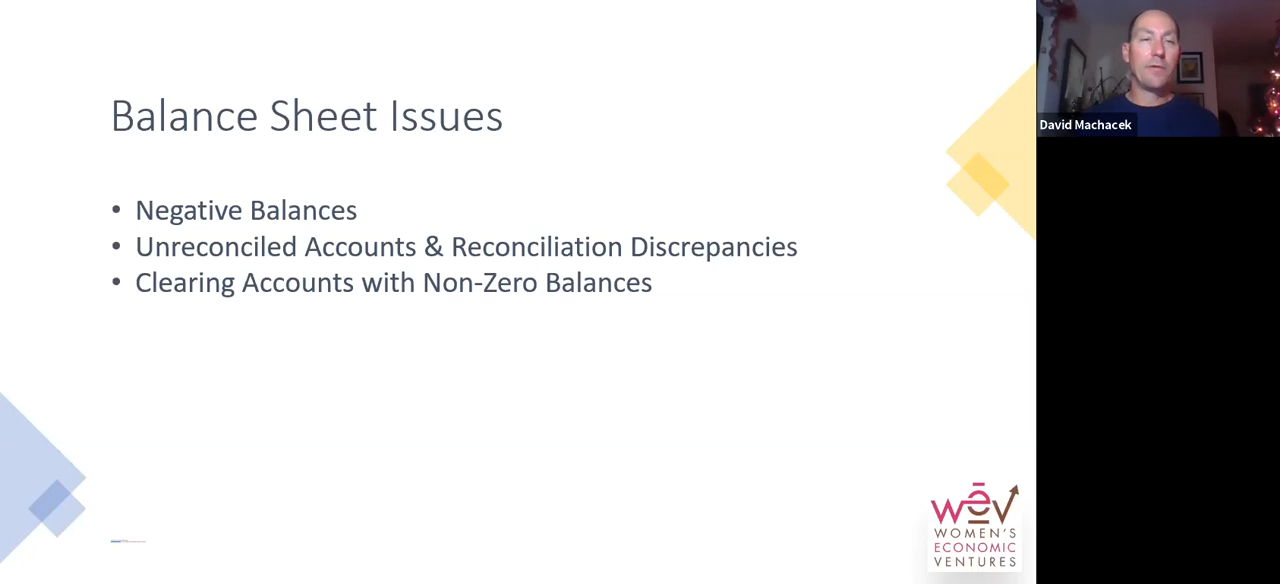 Balance Sheet Issues
• Negative Balances
• Unreconciled Accounts & Reconciliation Discrepancies
• Clearing Accounts with Non-Zero Balances
David Machacek
wev
WOMEN'S
ECONOMIC
VENTURES